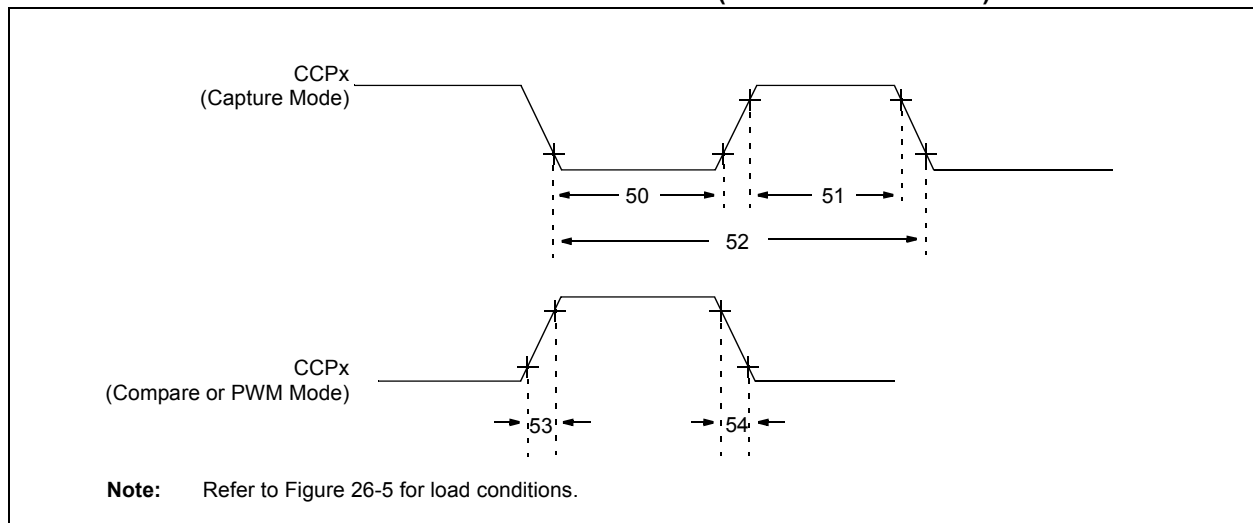 CCPx
(Capture Mode)
50
51
52
CCPx
(Compare or PWM Mode)
53
54
Note: Refer to Figure 26-5 for load conditions.